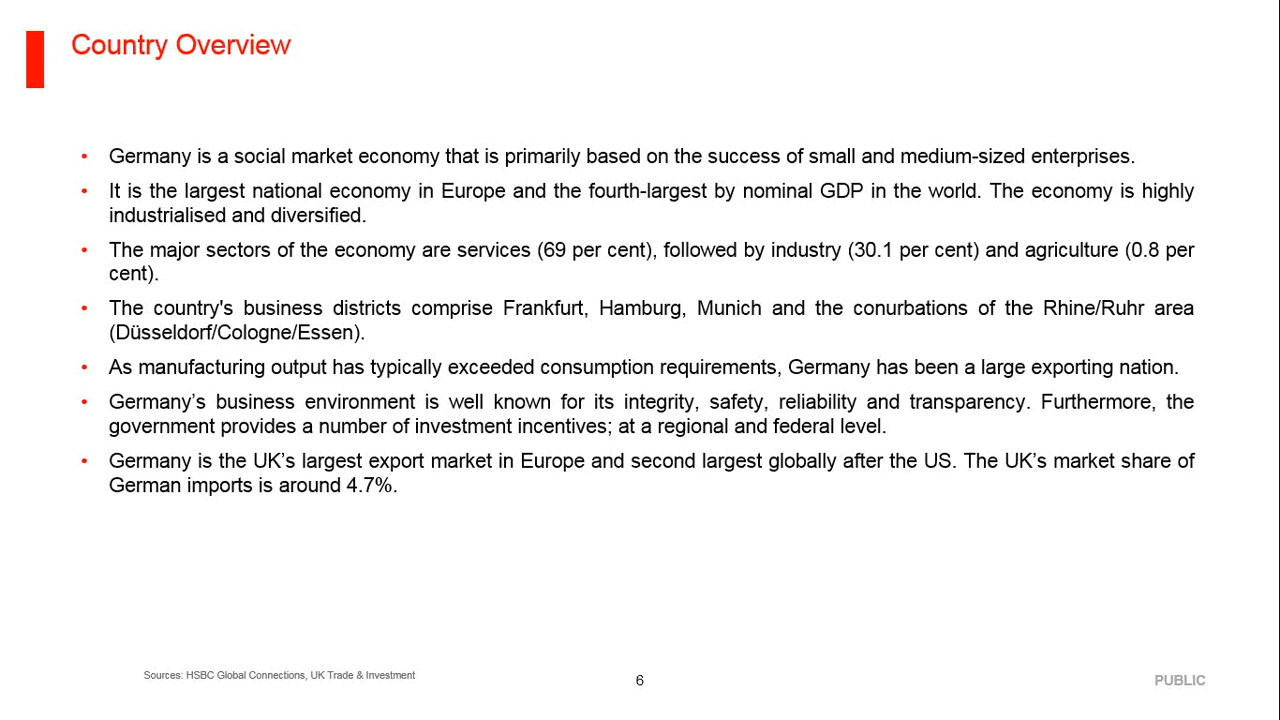 Country Overview
• Germany is a social market economy that is primarily based on the success of small and medium-sized enterprises.
• It is the largest national economy in Europe and the fourth-largest by nominal GDP in the world. The economy is highly
industrialised and diversified.
• The major sectors of the economy are services (69 per cent), followed by industry (30.1 per cent) and agriculture (0.8 per
cent).
• The country's business districts comprise Frankfurt, Hamburg, Munich and the conurbations of the Rhine/Ruhr area
(Düsseldorf/Cologne/Essen).
• As manufacturing output has typically exceeded consumption requirements, Germany has been a large exporting nation.
• Germany’s business environment is well known for its integrity, safety, reliability and transparency. Furthermore, the
government provides a number of investment incentives; at a regional and federal level.
• Germany is the UK’s largest export market in Europe and second largest globally after the US. The UK’s market share of
German imports is around 4.7%.
Sources: HSBC Global Connections, UK Trade & Investment
6
PUBLIC